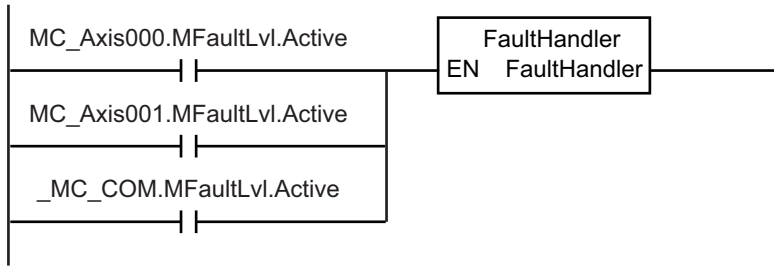 MC_Axis000.MFaultLvl.Active
FaultHandler
EN FaultHandler
MC_Axis001.MFaultLvl.Active
_MC_COM.MFaultLvl.Active